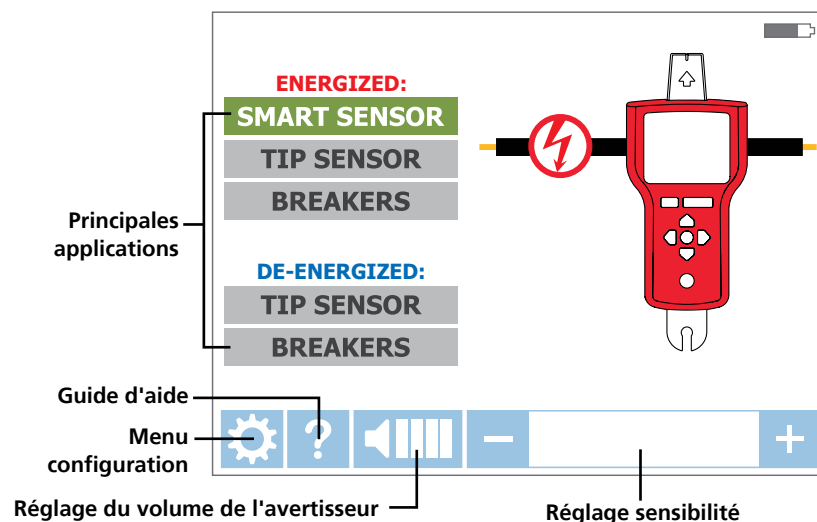 ENERGIZED:
SMART SENSOR
TIP SENSOR
BREAKERS
Principales
applications
DE-ENERGIZED:
TIP SENSOR
BREAKERS
Guide d'aide
?
Menu
configuration
Réglage du volume de l'avertisseur
Réglage sensibilité